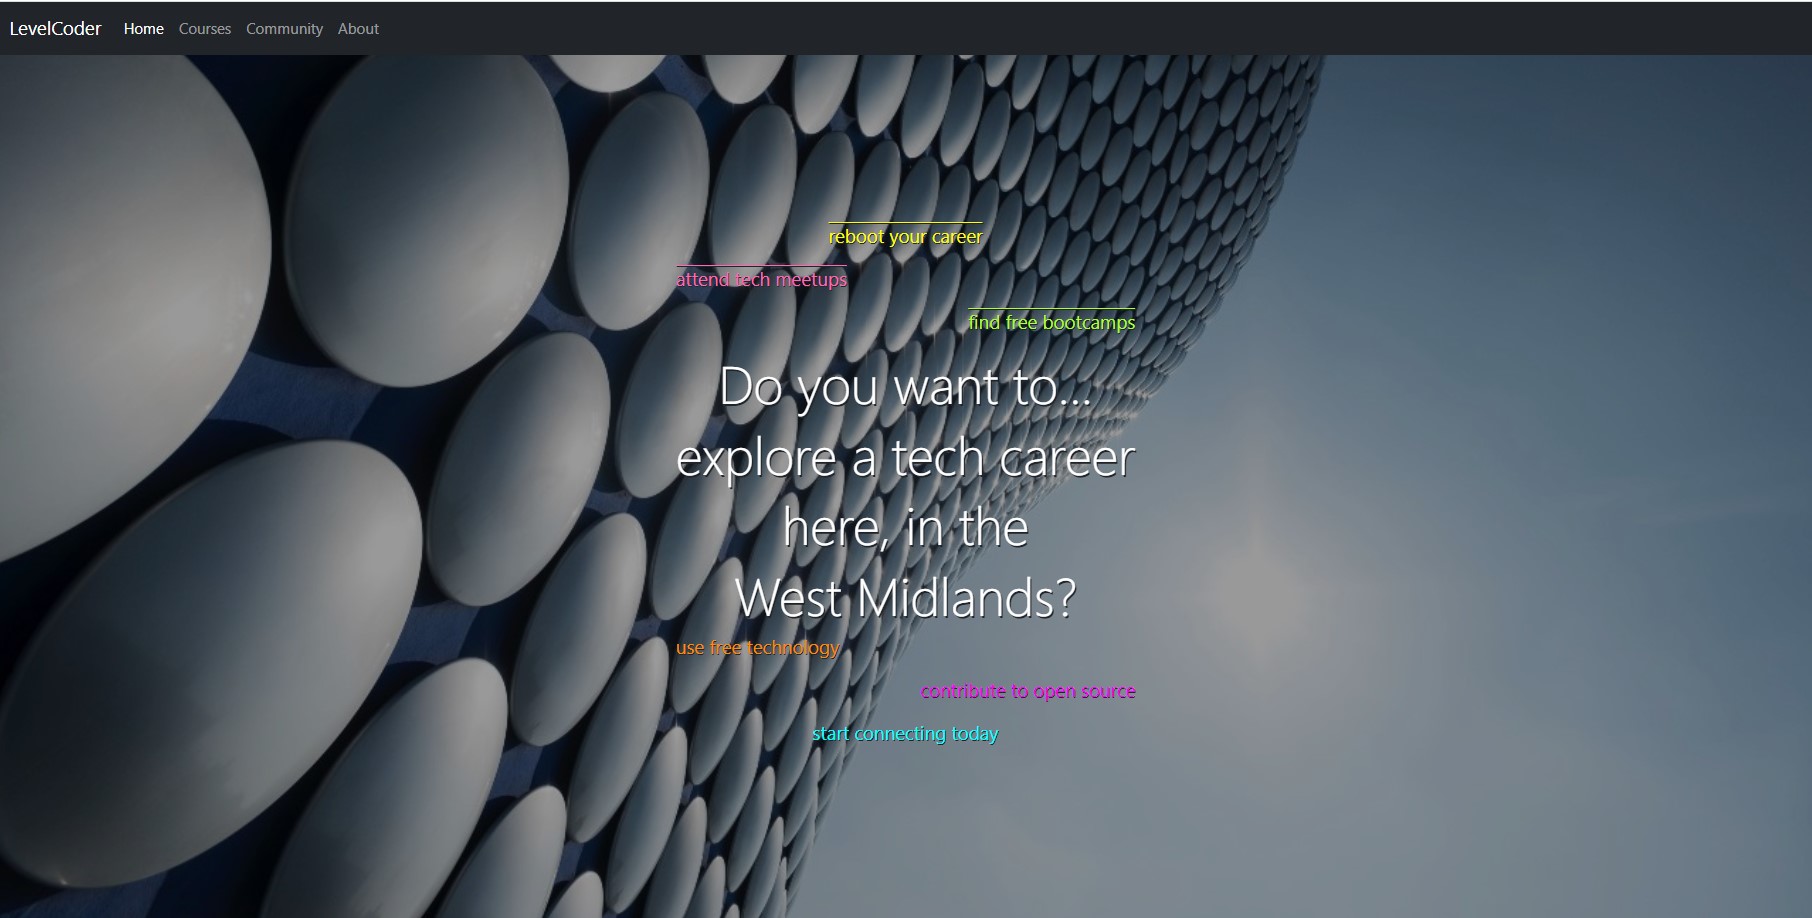 LevelCoder Home Courses Community About
reboot your career
attend tech meetups
find free bootcamps
Do you want to...
explore a tech career
here, in the
West Midlands?
use free technology
contribute to open source
start connecting today